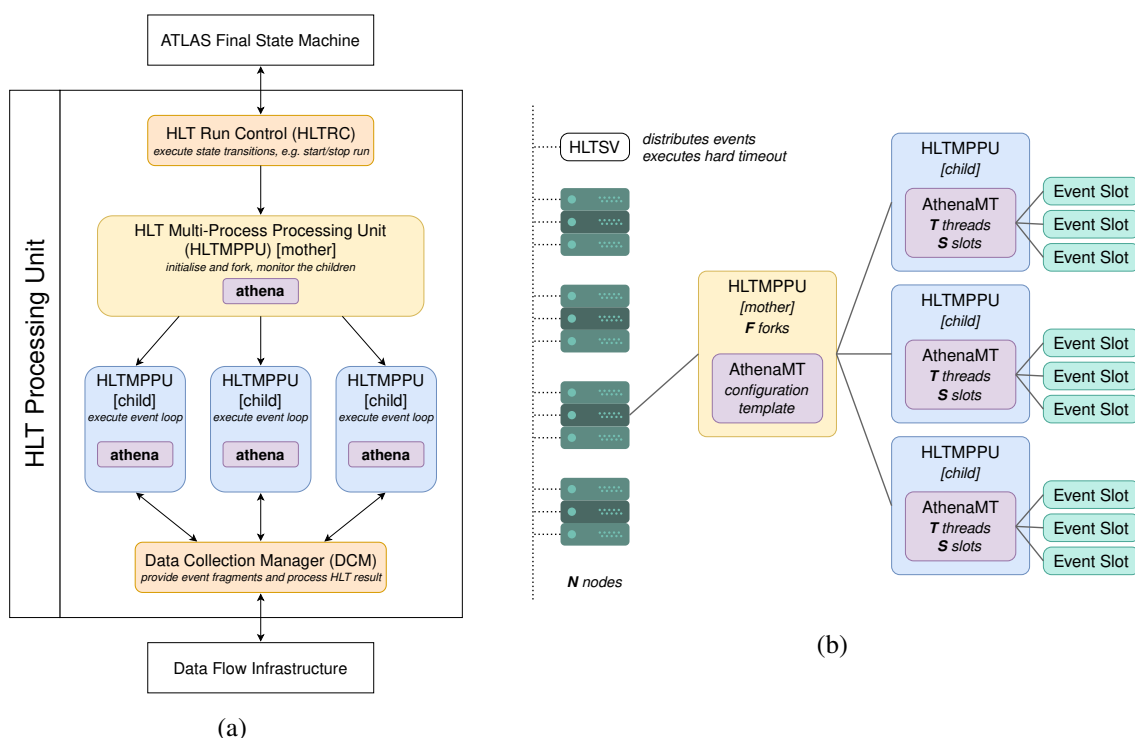 ATLAS Final State Machine
HLT Processing Unit
HLT Run Control (HLTRC)
execute state transitions, e.g. start/stop run
HLT Multi-Process Processing Unit
(HLTMPPU) [mother]
initialise and fork, monitor the children
athena
HLTMPPU
[child]
execute event loop
athena
HLTMPPU
[child]
execute event loop
athena
HLTMPPU
[child]
execute event loop
athena
Data Collection Manager (DCM)
provide event fragments and process HLT result
Data Flow Infrastructure
(a)
HLTSV
distributes events
executes hard timeout
N nodes
HLTMPPU
[mother]
F forks
AthenaMT
configuration
template
HLTMPPU
[child]
AthenaMT
T threads
S slots
Event Slot
Event Slot
Event Slot
HLTMPPU
[child]
AthenaMT
T threads
S slots
Event Slot
Event Slot
Event Slot
HLTMPPU
[child]
AthenaMT
T threads
S slots
Event Slot
Event Slot
Event Slot
(b)